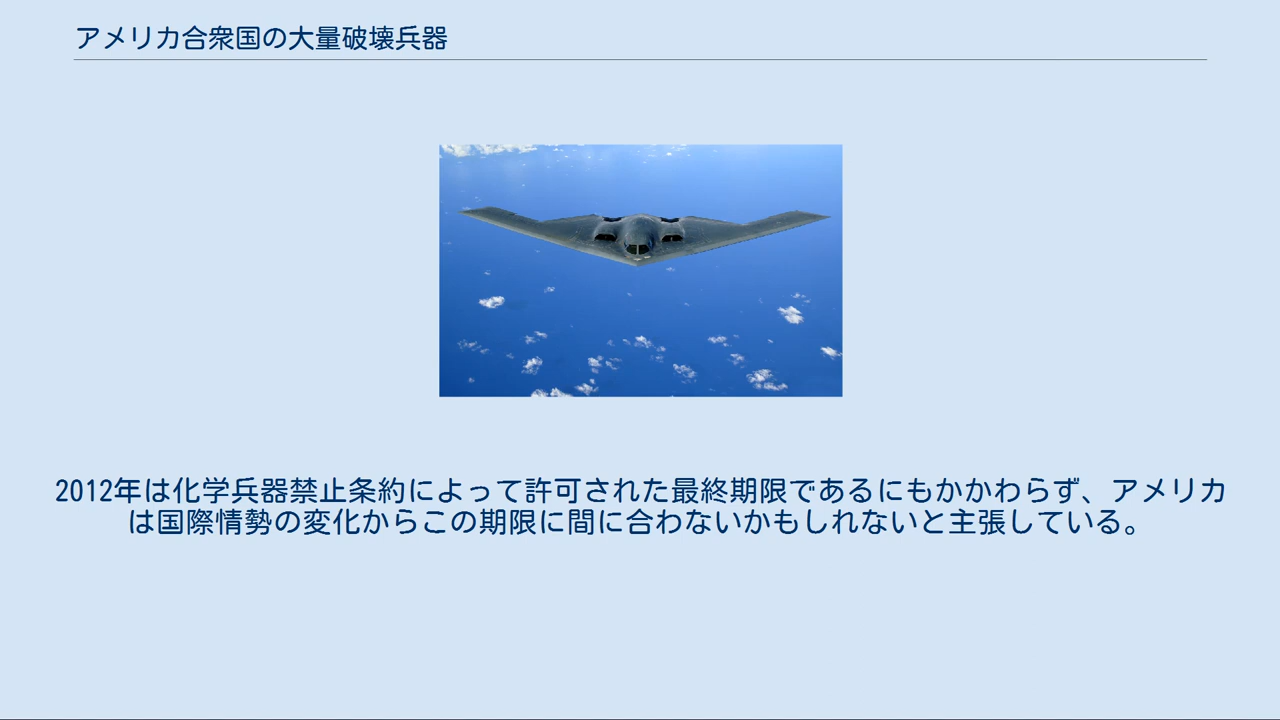 アメリカ合衆国の大量破壊兵器
2012年は化学兵器禁止条約によって許可された最終期限であるにもかかわらず、アメリカ
は国際情勢の変化からこの期限に間に合わないかもしれないと主張している。